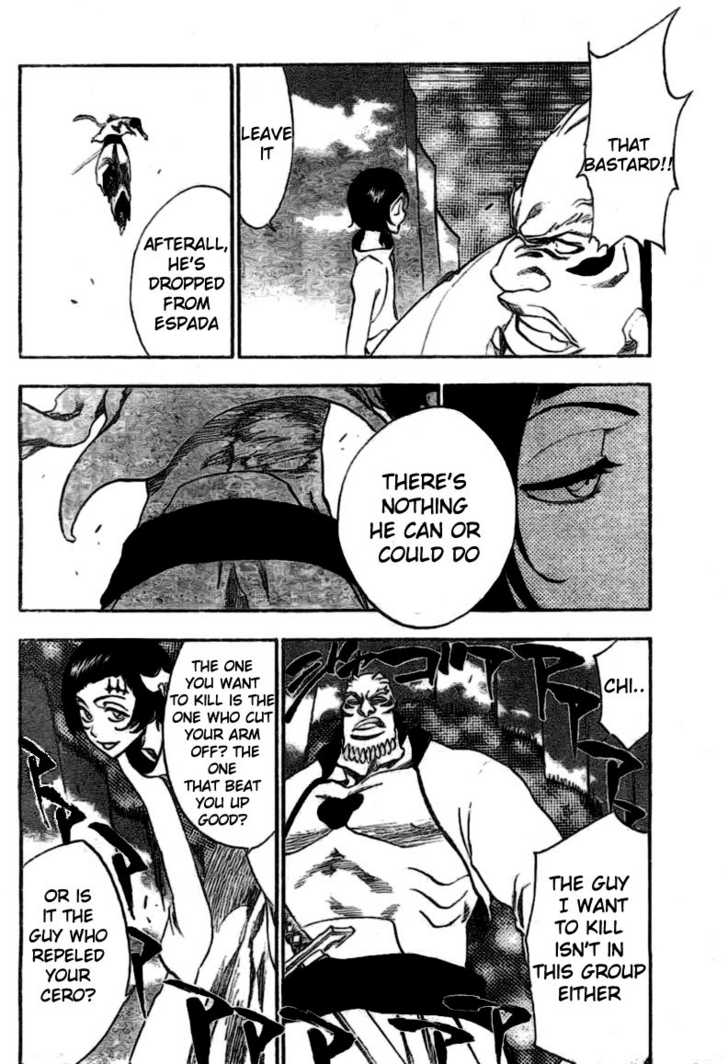 THAT
BASTARD!!
LEAVE
IT
AFTERALL,
HE'S
DROPPED
FROM
ESPADA
THERE'S
NOTHING
HE CAN OR
COULD DO
CHI..
THE GUY
I WANT
TO KILL
ISN'T IN
THIS GROUP
EITHER
THE ONE
YOU WANT
TO KILL IS THE
ONE WHO CUT
YOUR ARM
OFF? THE
ONE
THAT BEAT
YOU UP
GOOD?
OR IS
IT THE
GUY WHO
REPELED
YOUR
CERO?